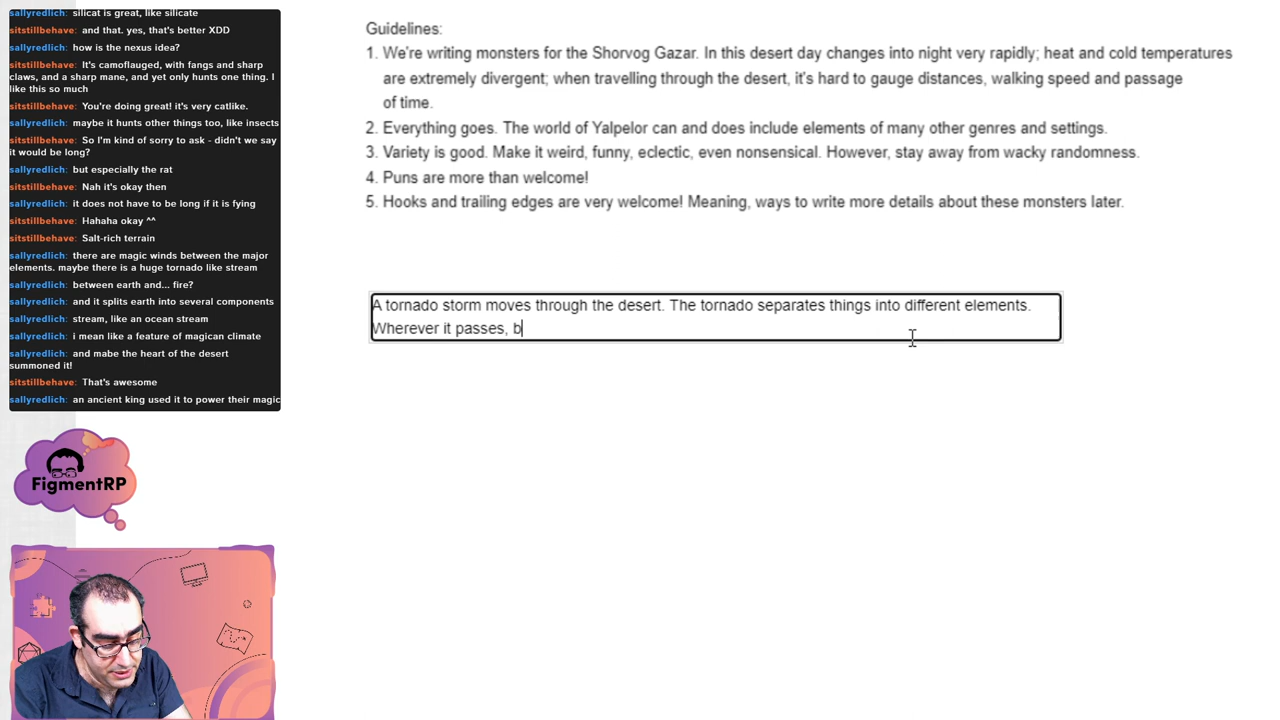 sallyredlich: silicat is great, like silicate
sitstillbehave: and that. yes, that's better XDD
sallyredlich: how is the nexus idea?
sitstillbehave: It's camoflauged, with fangs and sharp
claws, and a sharp mane, and yet only hunts one thing. I
like this so much
sitstillbehave: You're doing great! it's very catlike.
sallyredlich: maybe it hunts other things too, like insects
sitstillbehave: So I'm kind of sorry to ask - didn't we say
it would be long?
sallyredlich: but especially the rat
sitstillbehave: Nah it's okay then
sallyredlich: it does not have to be long if it is fying
sitstillbehave: Hahaha okay ^^
sitstillbehave: Salt-rich terrain
sallyredlich: there are magic winds between the major
elements. maybe there is a huge tornado like stream
sallyredlich: between earth and... fire?
sallyredlich: and it splits earth into several components
sallyredlich: stream, like an ocean stream
sallyredlich: i mean like a feature of magican climate
sallyredlich: and mabe the heart of the desert
summoned it!
sitstillbehave: That's awesome
sallyredlich: an ancient king used it to power their magic
FigmentRP
Guidelines:
1. We're writing monsters for the Shorvog Gazar. In this desert day changes into night very rapidly; heat and cold temperatures
are extremely divergent; when travelling through the desert, it's hard to gauge distances, walking speed and passage
of time.
2. Everything goes. The world of Yalpelor can and does include elements of many other genres and settings.
3. Variety is good. Make it weird, funny, eclectic, even nonsensical. However, stay away from wacky randomness.
4. Puns are more than welcome!
5. Hooks and trailing edges are very welcome! Meaning, ways to write more details about these monsters later.
A tornado storm moves through the desert. The tornado separates things into different elements.
Wherever it passes, b